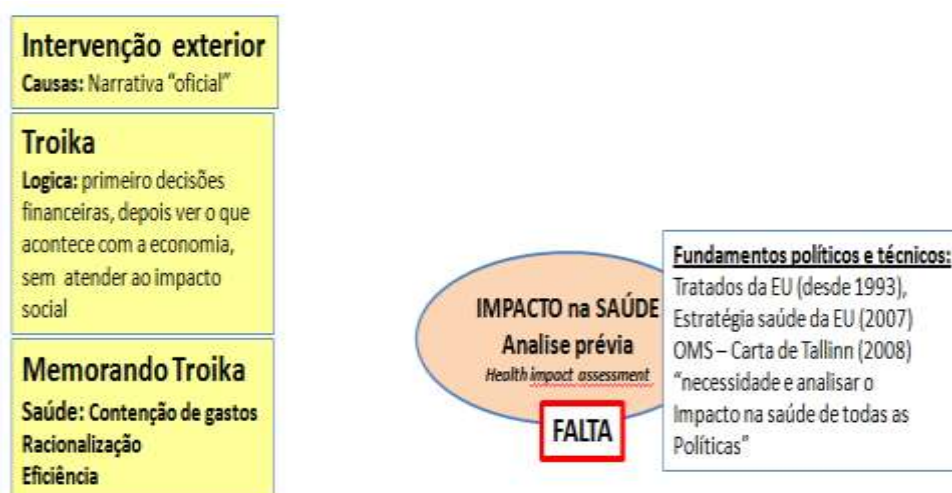 Intervenção exterior
Causas: Narrativa "oficial"
Troika
Logica: primeiro decisões
financeiras, depois ver o que
acontece com a economia,
sem atender ao impacto
social
Memorando Troika
Saúde: Contenção de gastos
Racionalização
Eficiência
IMPACTO na SAÚDE
Analise prévia
Health impact assessment
FALTA
Fundamentos políticos e técnicos:
Tratados da EU (desde 1993),
Estratégia saúde da EU (2007)
OMS – Carta de Tallinn (2008)
"necessidade e analisar o
Impacto na saúde de todas as
Políticas"